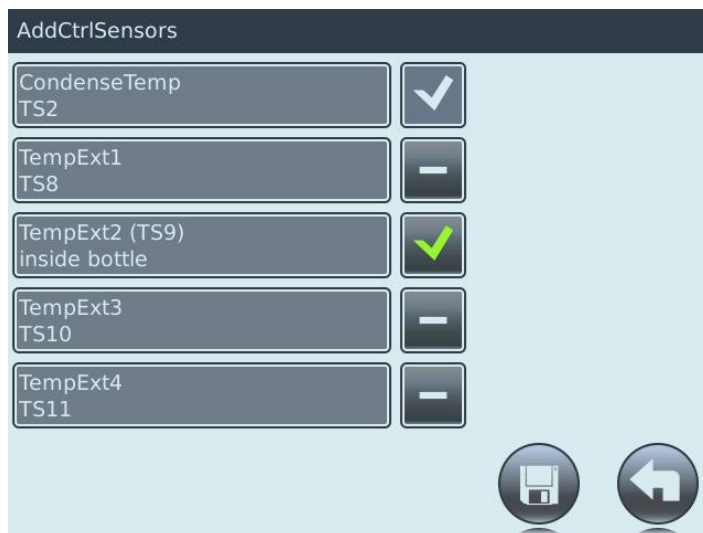 AddCtrlSensors
CondenseTemp
TS2
TempExt1
TS8
TempExt2 (TS9)
inside bottle
TempExt3
TS10
TempExt4
TS11